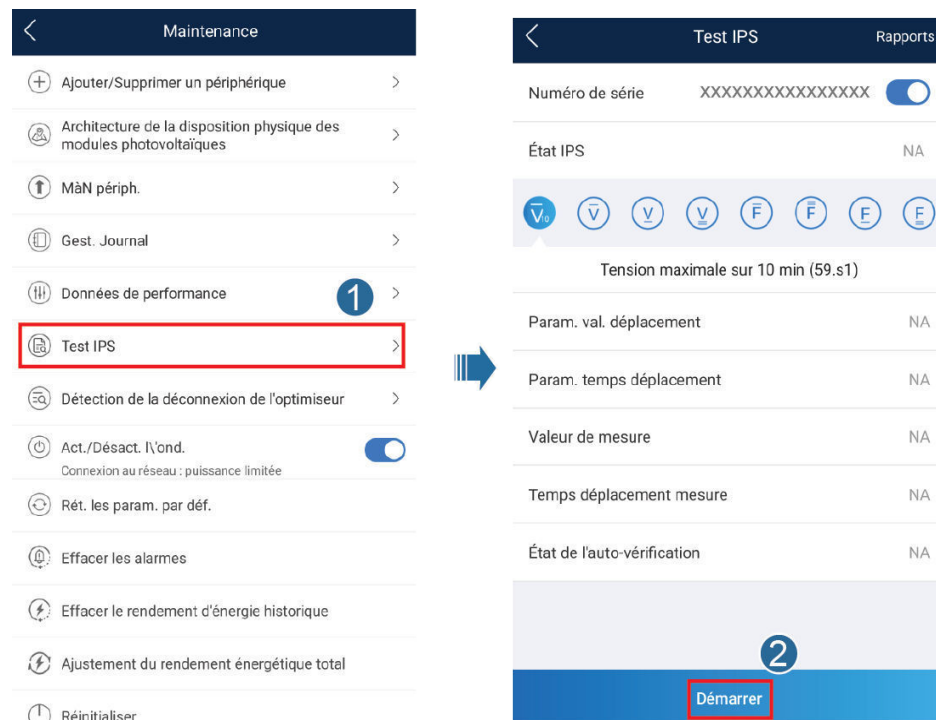 Maintenance
Ajouter/Supprimer un périphérique
Architecture de la disposition physique des
modules photovoltaïques
MàN périph.
Gest. Journal
Données de performance
1
Test IPS
Détection de la déconnexion de l'optimiseur
Act./Désact. l\'ond.
Connexion au réseau : puissance limitée
Rét. les param. par déf.
Effacer les alarmes
Effacer le rendement d'énergie historique
Ajustement du rendement énergétique total
Réinitialiser
Test IPS Rapports
Numéro de série XXXXXXXXXXXXXXXX
État IPS NA
V10 V V V F F F F
Tension maximale sur 10 min (59.s1)
Param. val. déplacement NA
Param. temps déplacement NA
Valeur de mesure NA
Temps déplacement mesure NA
État de l'auto-vérification NA
2
Démarrer